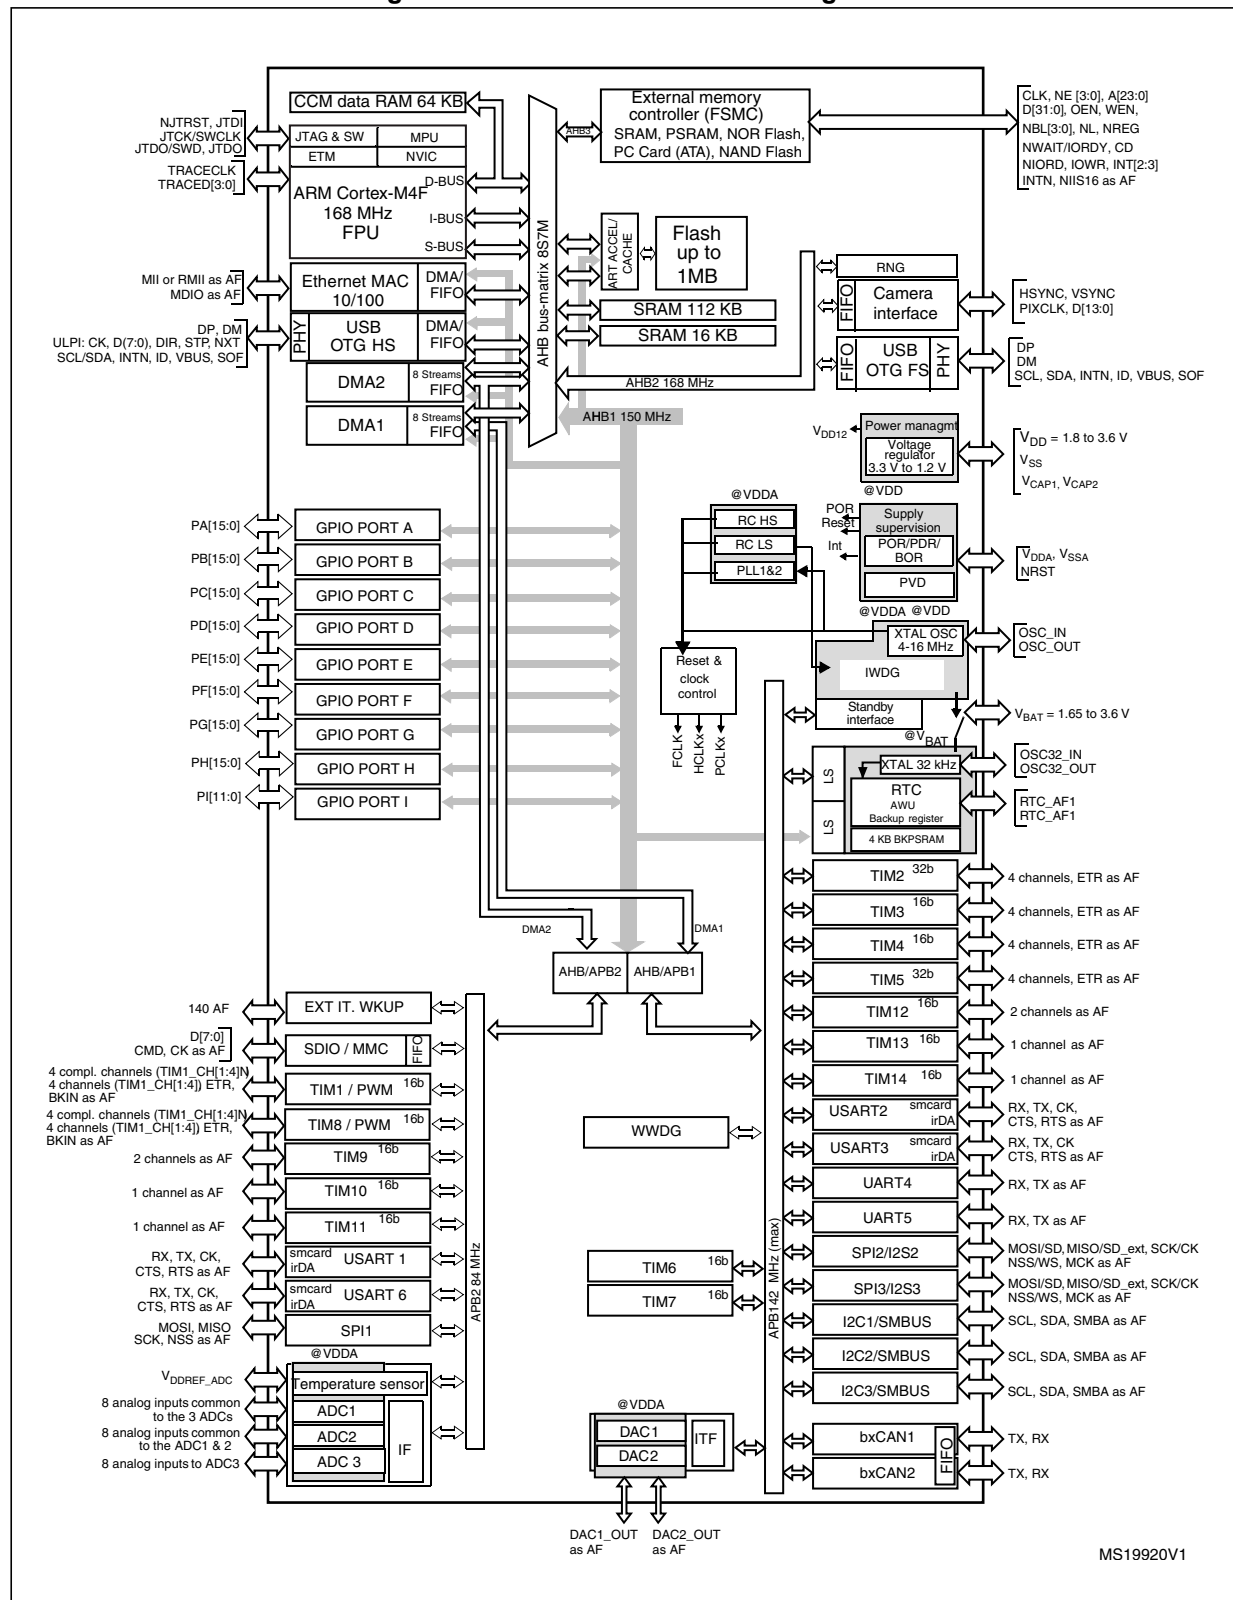 CCM data RAM 64 KB
External memory
controller (FSMC)
SRAM, PSRAM, NOR Flash,
PC Card (ATA), NAND Flash
AHB3
CLK, NE [3:0], A[23:0]
D[31:0], OEN, WEN,
NBL[3:0], NL, NREG
NWAIT/IORDY, CD
NIORD, IOWR, INT[2:3]
INTN, NIIS16 as AF
NJTRST, JTDI
JTCK/SWCLK
JTDO/SWD, JTDO
JTAG & SW
MPU
ETM
NVIC
TRACECLK
TRACED[3:0]
ARM Cortex-M4F
168 MHz
FPU
D-BUS
I-BUS
S-BUS
AHB bus-matrix 8S7M
ART ACCEL/
CACHE
Flash
up to
1MB
MII or RMII as AF
MDIO as AF
Ethernet MAC
10/100
DMA/
FIFO
SRAM 112 KB
SRAM 16 KB
RNG
FIFO
Camera
interface
HSYNC, VSYNC
PIXCLK, D[13:0]
DP, DM
ULPI: CK, D(7:0), DIR, STP, NXT
SCL/SDA, INTN, ID, VBUS, SOF
PHY
USB
OTG HS
DMA/
FIFO
FIFO
USB
OTG FS
PHY
DP
DM
SCL, SDA, INTN, ID, VBUS, SOF
DMA2
8 Streams
FIFO
AHB2 168 MHz
DMA1
8 Streams
FIFO
AHB1 150 MHz
VDD12
Power managmt
Voltage
regulator
3.3 V to 1.2 V
@VDD
VDD = 1.8 to 3.6 V
VSS
VCAP1, VCAP2
@VDDA
RC HS
RC LS
PLL1&2
POR
Reset
Int
Supply
supervision
POR/PDR/
BOR
PVD
VDDA, VSSA
NRST
@VDDA @VDD
PA[15:0]
GPIO PORT A
PB[15:0]
GPIO PORT B
PC[15:0]
GPIO PORT C
PD[15:0]
GPIO PORT D
PE[15:0]
GPIO PORT E
PF[15:0]
GPIO PORT F
PG[15:0]
GPIO PORT G
PH[15:0]
GPIO PORT H
PI[11:0]
GPIO PORT I
XTAL OSC
4-16 MHz
OSC_IN
OSC_OUT
IWDG
Reset &
clock
control
FCLK
HCLKx
PCLKx
Standby
interface
@VBAT
VBAT = 1.65 to 3.6 V
LS
LS
XTAL 32 kHz
OSC32_IN
OSC32_OUT
RTC
AWU
Backup register
RTC_AF1
RTC_AF1
4 KB BKPSRAM
DMA2
DMA1
AHB/APB2
AHB/APB1
TIM2 32b
4 channels, ETR as AF
TIM3 16b
4 channels, ETR as AF
TIM4 16b
4 channels, ETR as AF
TIM5 32b
4 channels, ETR as AF
TIM12 16b
2 channels as AF
TIM13 16b
1 channel as AF
TIM14 16b
1 channel as AF
USART2
smcard
irDA
RX, TX, CK,
CTS, RTS as AF
USART3
smcard
irDA
RX, TX, CK
CTS, RTS as AF
UART4
RX, TX as AF
UART5
RX, TX as AF
SPI2/I2S2
MOSI/SD, MISO/SD_ext, SCK/CK
NSS/WS, MCK as AF
SPI3/I2S3
MOSI/SD, MISO/SD_ext, SCK/CK
NSS/WS, MCK as AF
I2C1/SMBUS
SCL, SDA, SMBA as AF
I2C2/SMBUS
SCL, SDA, SMBA as AF
I2C3/SMBUS
SCL, SDA, SMBA as AF
bxCAN1
TX, RX
FIFO
bxCAN2
TX, RX
APB142 MHz (max)
WWDG
TIM6 16b
TIM7 16b
@VDDA
DAC1
DAC2
ITF
DAC1_OUT
as AF
DAC2_OUT
as AF
140 AF
EXT IT. WKUP
D[7:0]
CMD, CK as AF
SDIO / MMC
FIFO
4 compl. channels (TIM1_CH[1:4]N
4 channels (TIM1_CH[1:4]) ETR,
BKIN as AF
TIM1 / PWM 16b
4 compl. channels (TIM1_CH[1:4]N
4 channels (TIM1_CH[1:4]) ETR,
BKIN as AF
TIM8 / PWM 16b
2 channels as AF
TIM9 16b
1 channel as AF
TIM10 16b
1 channel as AF
TIM11 16b
RX, TX, CK,
CTS, RTS as AF
smcard
irDA
USART 1
RX, TX, CK,
CTS, RTS as AF
smcard
irDA
USART 6
MOSI, MISO
SCK, NSS as AF
SPI1
APB2 84 MHz
@VDDA
VDDREF_ADC
Temperature sensor
8 analog inputs common
to the 3 ADCs
ADC1
8 analog inputs common
to the ADC1 & 2
ADC2
8 analog inputs to ADC3
ADC 3
IF
MS19920V1